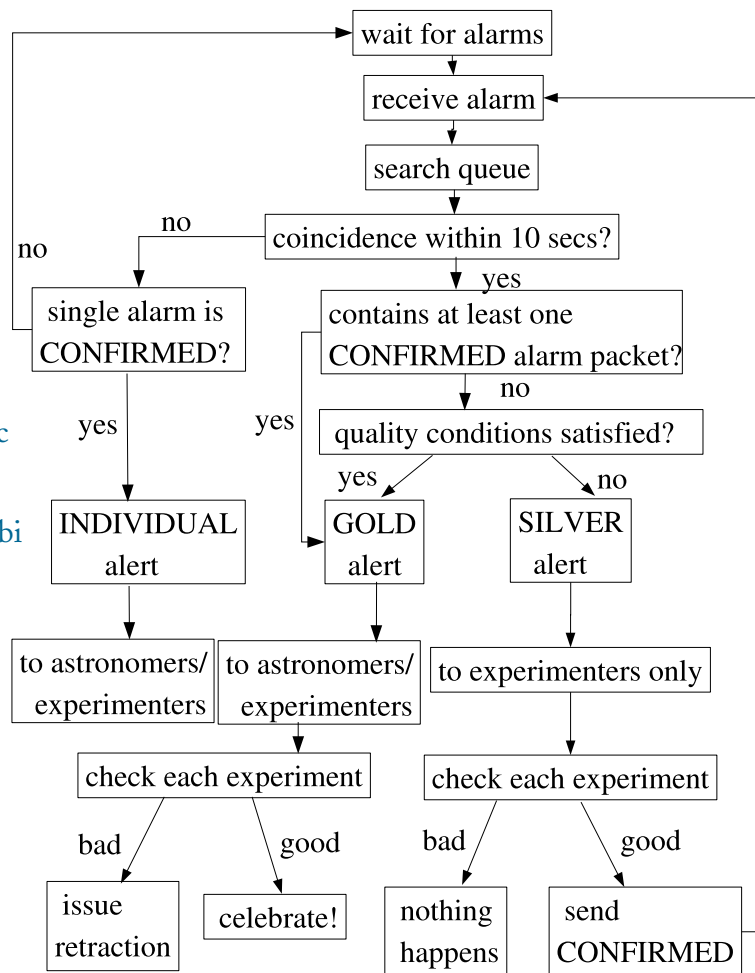 wait for alarms
receive alarm
search queue
coincidence within 10 secs?
no
no
yes
single alarm is
CONFIRMED?
contains at least one
CONFIRMED alarm packet?
no
yes
yes
quality conditions satisfied?
c
yes
no
bi
INDIVIDUAL
alert
GOLD
alert
SILVER
alert
to astronomers/
experimenters
to astronomers/
experimenters
to experimenters only
check each experiment
check each experiment
bad
good
bad
good
issue
retraction
celebrate!
nothing
happens
send
CONFIRMED